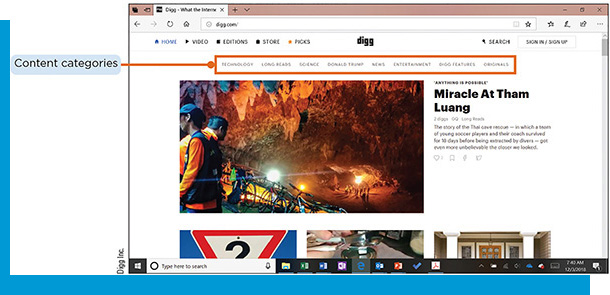 Digg - What the Interne
digg.com/
HOME VIDEO EDITIONS STORE PICKS digg SEARCH SIGN IN / SIGN UP
Content categories
TECHNOLOGY LONG READS SCIENCE DONALD TRUMP NEWS ENTERTAINMENT DIGG FEATURES ORIGINALS
'ANYTHING IS POSSIBLE'
Miracle At Tham
Luang
2 diggs GQ Long Reads
The story of the Thai cave rescue — in which a team
of young soccer players and their coach survived
for 18 days before being extracted by divers — got
even more unbelievable the closer we looked.
1
?
Digg Inc.
Type here to search
7:40 AM
12/3/2018